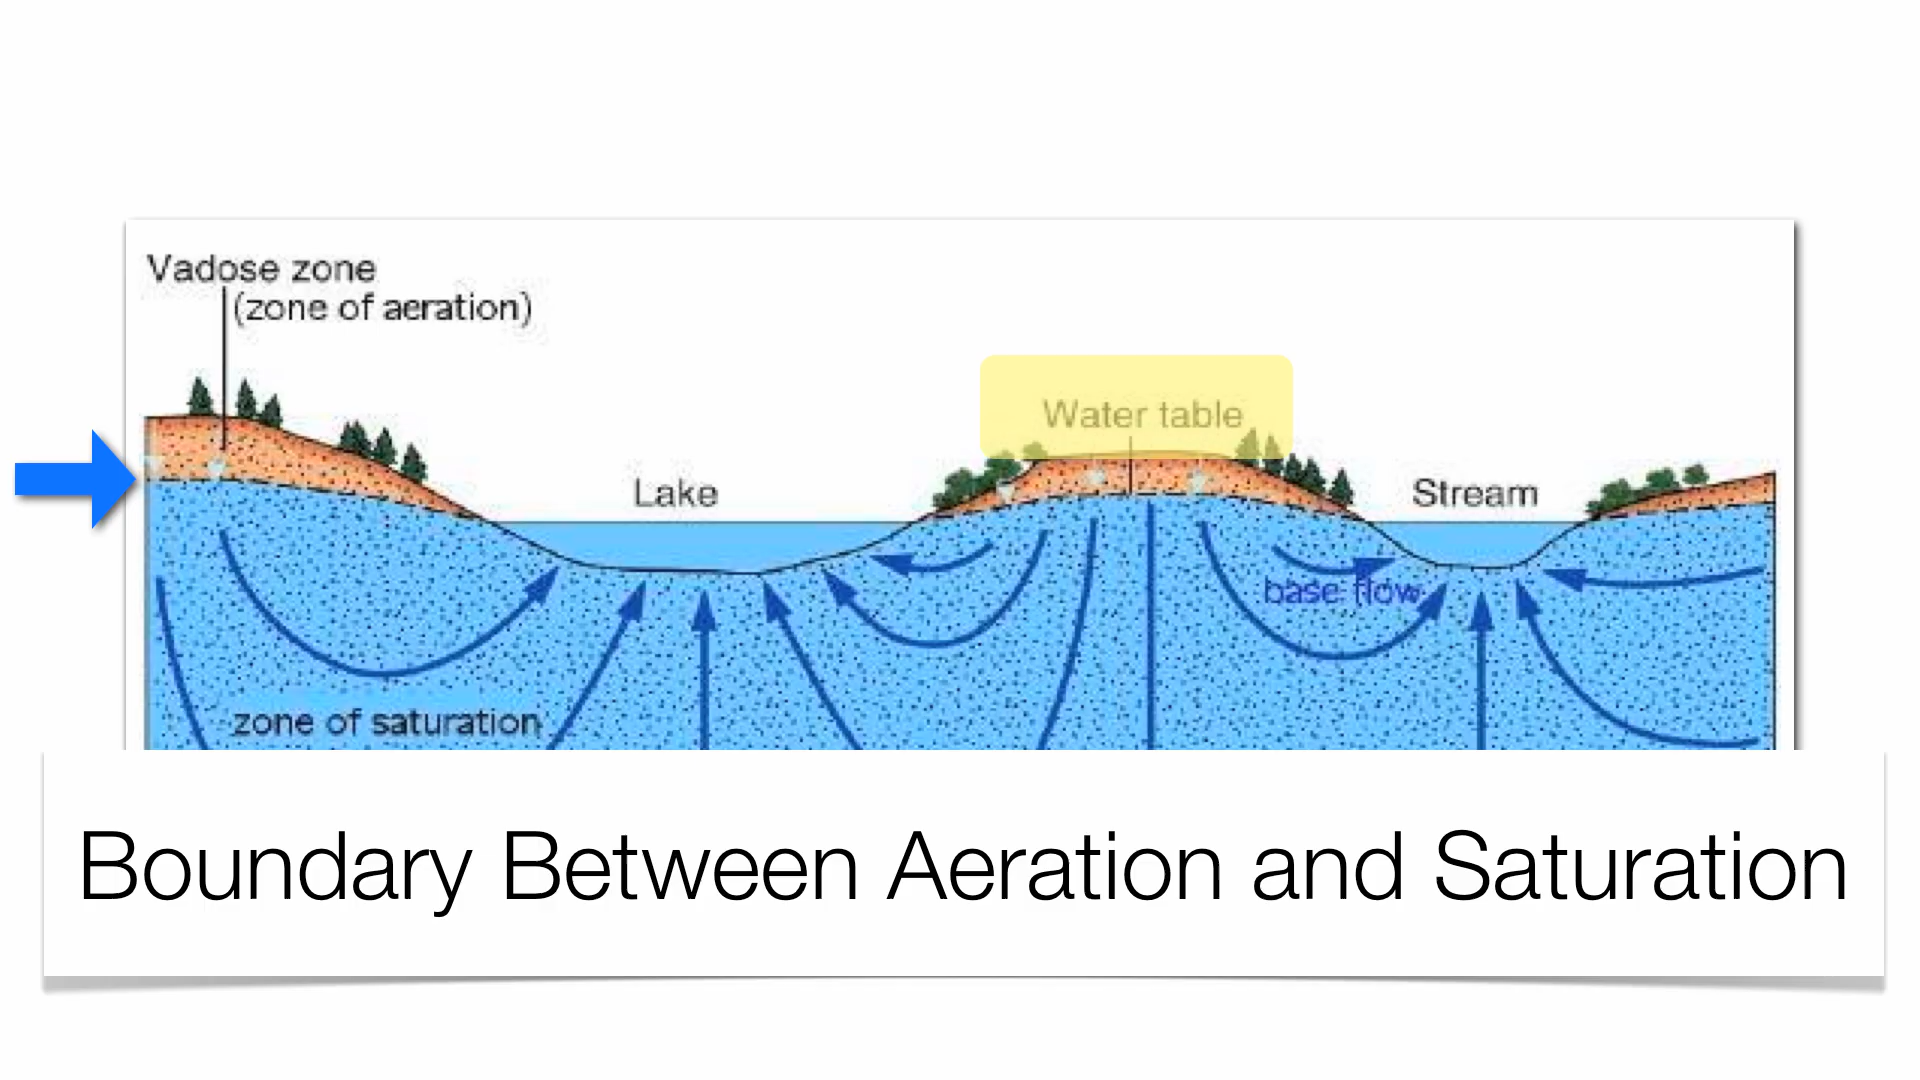 Vadose zone
(zone of aeration)
Water table
Lake
Stream
base flow
zone of saturation
Boundary Between Aeration and Saturation